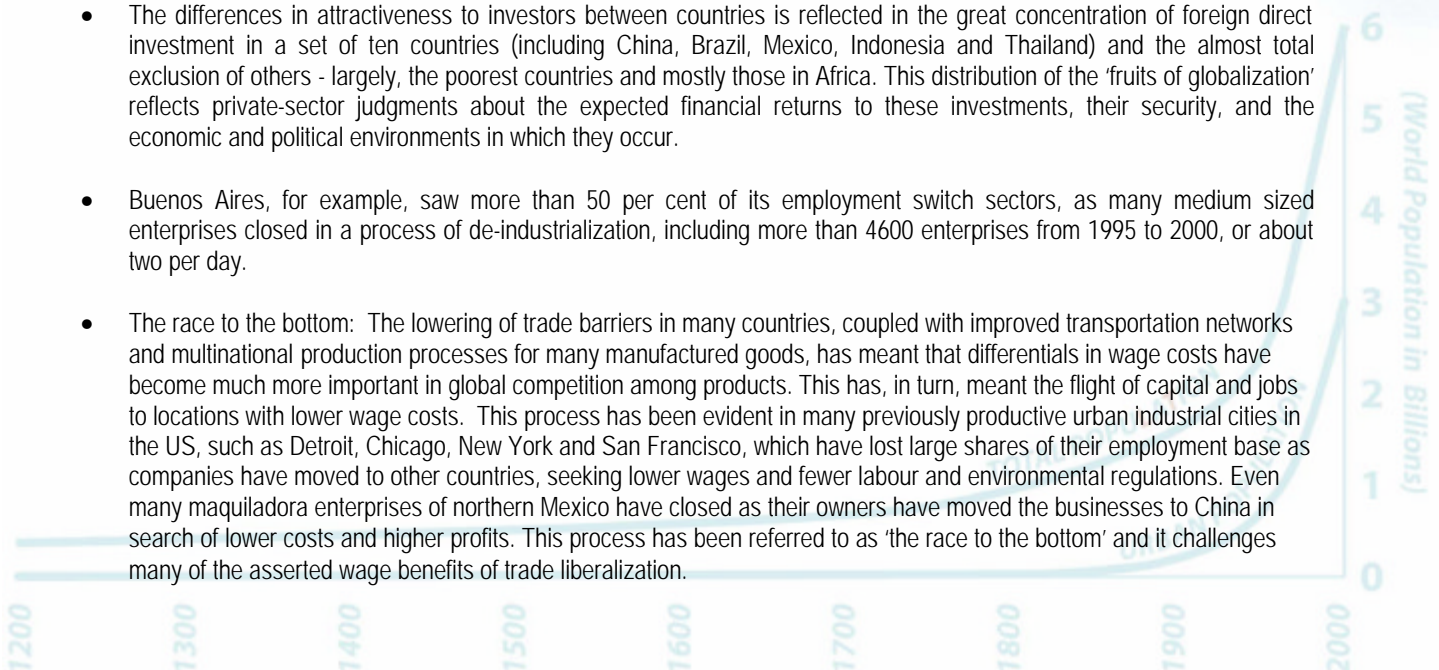 • The differences in attractiveness to investors between countries is reflected in the great concentration of foreign direct
investment in a set of ten countries (including China, Brazil, Mexico, Indonesia and Thailand) and the almost total
exclusion of others - largely, the poorest countries and mostly those in Africa. This distribution of the ‘fruits of globalization’
reflects private-sector judgments about the expected financial returns to these investments, their security, and the
economic and political environments in which they occur.
• Buenos Aires, for example, saw more than 50 per cent of its employment switch sectors, as many medium sized
enterprises closed in a process of de-industrialization, including more than 4600 enterprises from 1995 to 2000, or about
two per day.
• The race to the bottom: The lowering of trade barriers in many countries, coupled with improved transportation networks
and multinational production processes for many manufactured goods, has meant that differentials in wage costs have
become much more important in global competition among products. This has, in turn, meant the flight of capital and jobs
to locations with lower wage costs. This process has been evident in many previously productive urban industrial cities in
the US, such as Detroit, Chicago, New York and San Francisco, which have lost large shares of their employment base as
companies have moved to other countries, seeking lower wages and fewer labour and environmental regulations. Even
many maquiladora enterprises of northern Mexico have closed as their owners have moved the businesses to China in
search of lower costs and higher profits. This process has been referred to as ‘the race to the bottom’ and it challenges
many of the asserted wage benefits of trade liberalization.
TOTAL POPULATION
URBAN POPULATION
6
5
4
3
2
1
0
(World Population in Billions)
1200
1300
1400
1500
1600
1700
1800
1900
2000